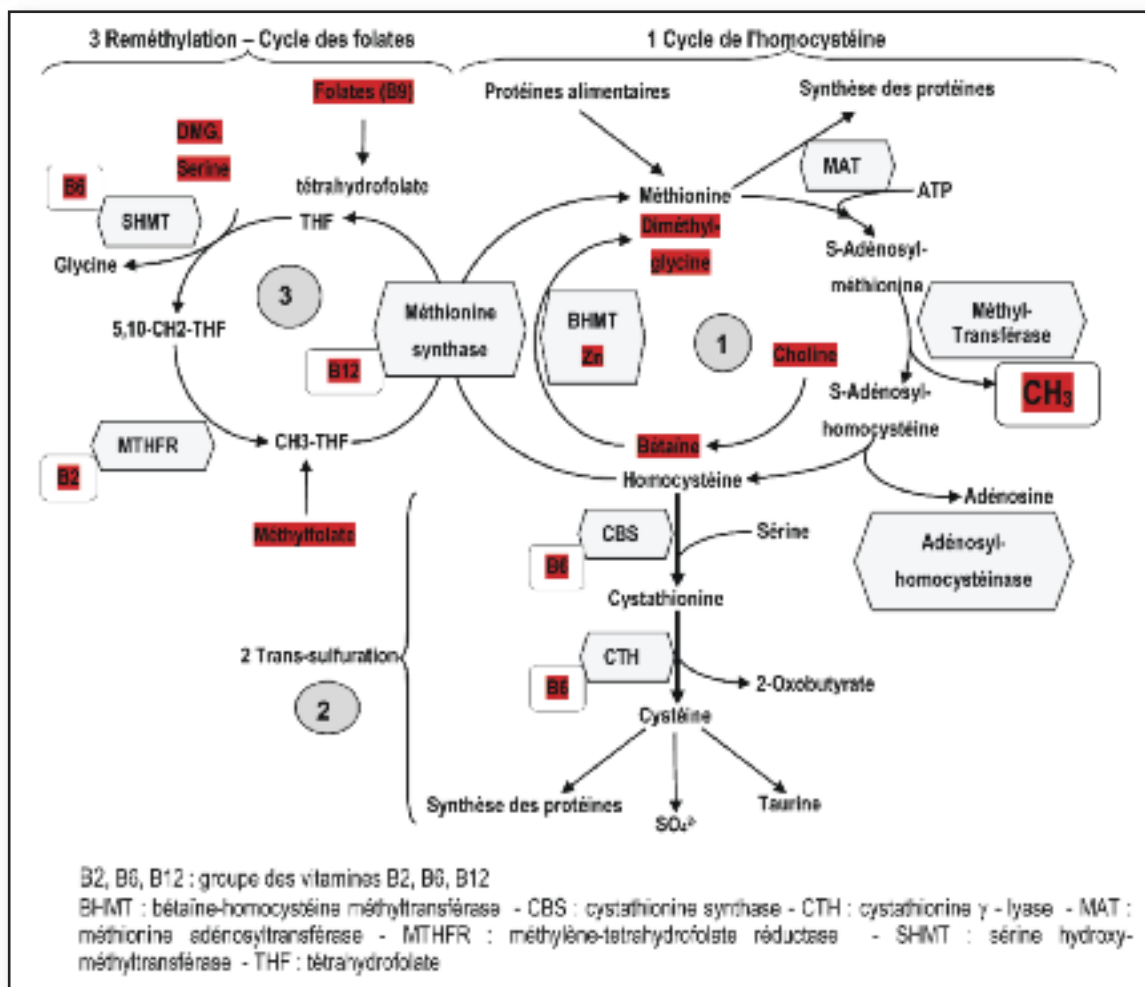 3 Reméthylation – Cycle des folates
1 Cycle de l'homocystéine
Folates (B9)
Protéines alimentaires
Synthèse des protéines
DMG,
Serine
B6
SHMT
tétrahydrofolate
THF
Glycine
MAT
Méthionine
ATP
Diméthyl-
glycine
S-Adénosyl-
méthionine
3
5,10-CH2-THF
Méthionine
synthase
B12
BHMT
Zn
1
Choline
Méthyl-
Transférase
CH₃
S-Adénosyl-
homocystéine
MTHFR
B2
CH3-THF
Bétaïne
Homocystéine
Adénosine
Méthylfolate
CBS
B6
Sérine
Adénosyl-
homocystéinase
Cystathionine
2 Trans-sulfuration
2
CTH
B6
2-Oxobutyrate
Cystéine
Synthèse des protéines
SO₄²⁻
Taurine
B2, B6, B12 : groupe des vitamines B2, B6, B12
BHMT : bétaïne-homocystéine méthyltransférase - CBS : cystathionine synthase - CTH : cystathionine γ - lyase - MAT :
méthionine adénosyltransférase - MTHFR : méthylène-tetrahydrofolate réductase - SHMT : sérine hydroxy-
méthyltransférase - THF : tétrahydrofolate